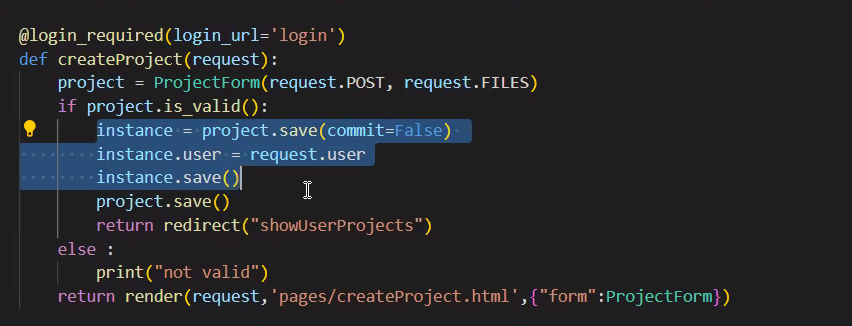 @login_required(login_url='login')
def createProject(request):
    project = ProjectForm(request.POST, request.FILES)
    if project.is_valid():
        instance = project.save(commit=False)
        instance.user = request.user
        instance.save()
        project.save()
        return redirect("showUserProjects")
    else :
        print("not valid")
    return render(request,'pages/createProject.html',{"form":ProjectForm})